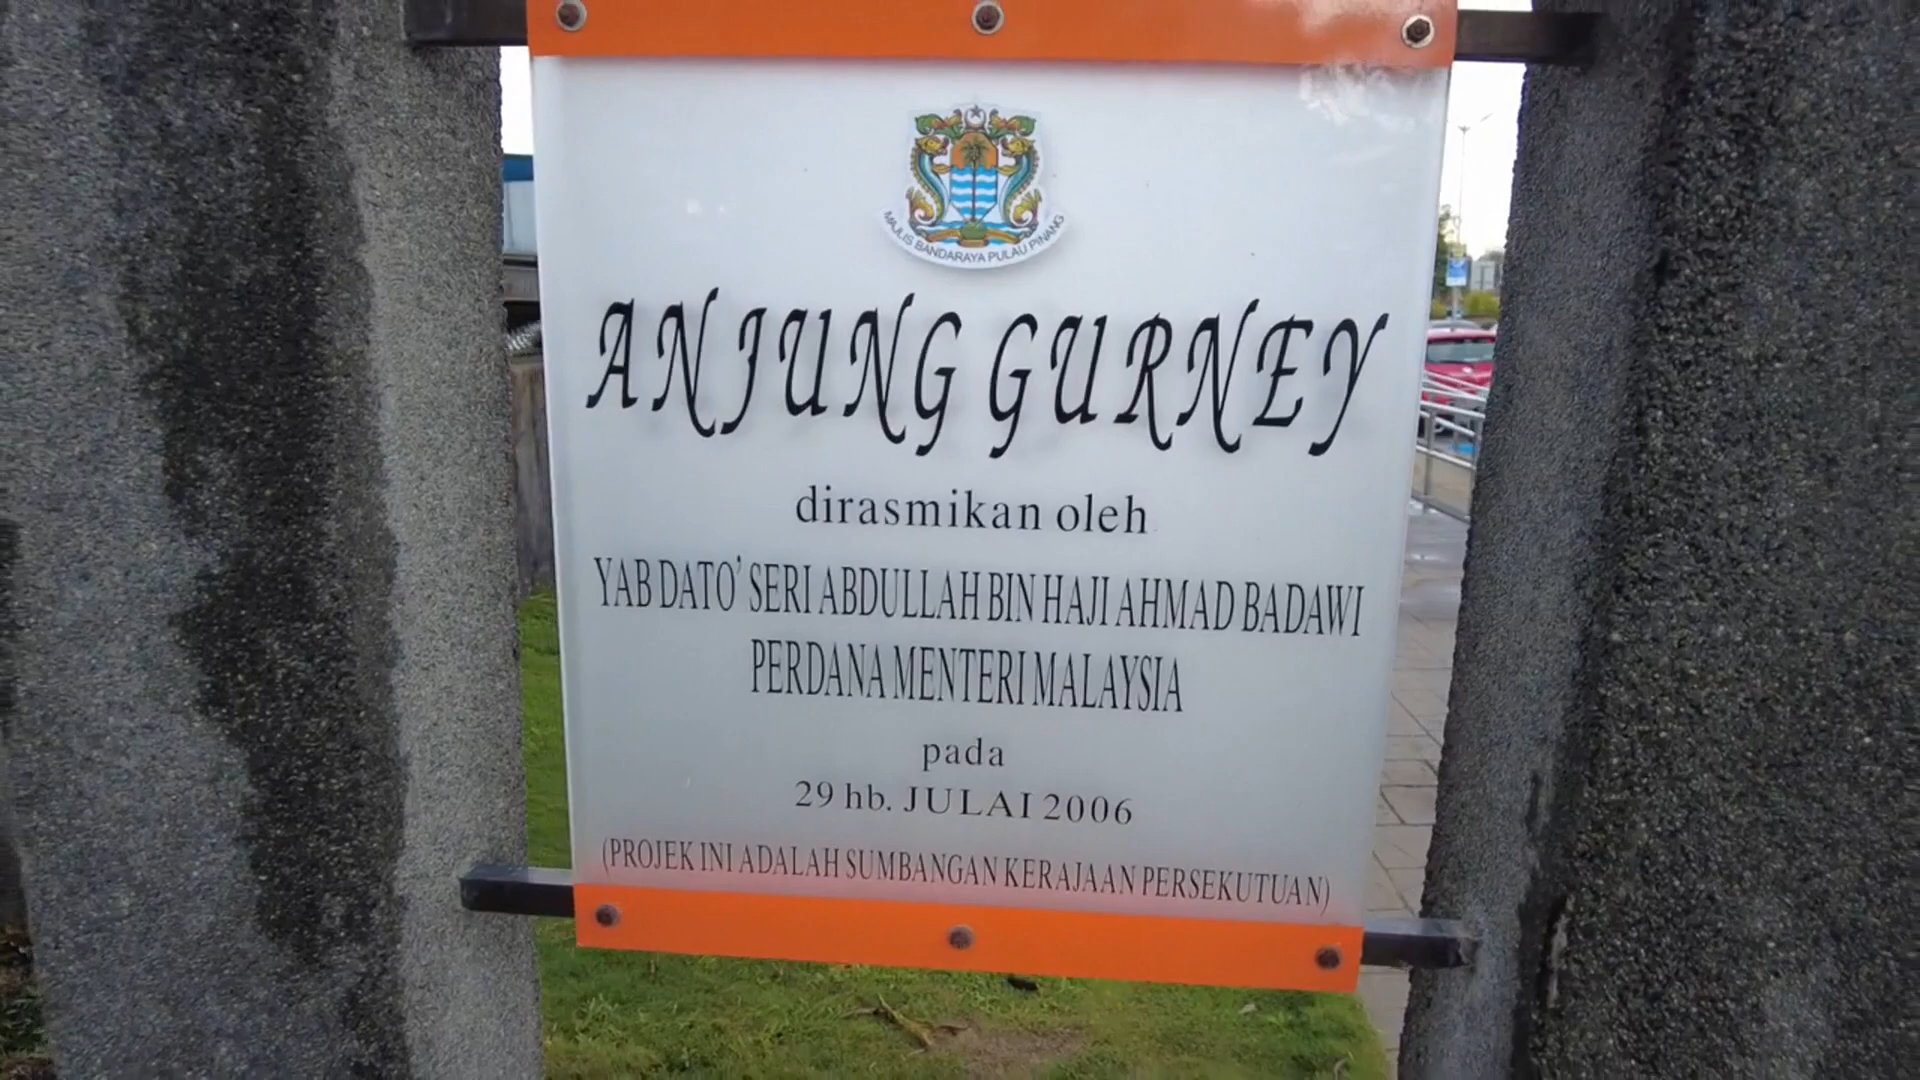 MAJLIS BANDARAYA PULAU PINANG
ANJUNG GURNEY
dirasmikan oleh
YAB DATO' SERI ABDULLAH BIN HAJI AHMAD BADAWI
PERDANA MENTERI MALAYSIA
pada
29 hb. JULAI 2006
(PROJEK INI ADALAH SUMBANGAN KERAJAAN PERSEKUTUAN)